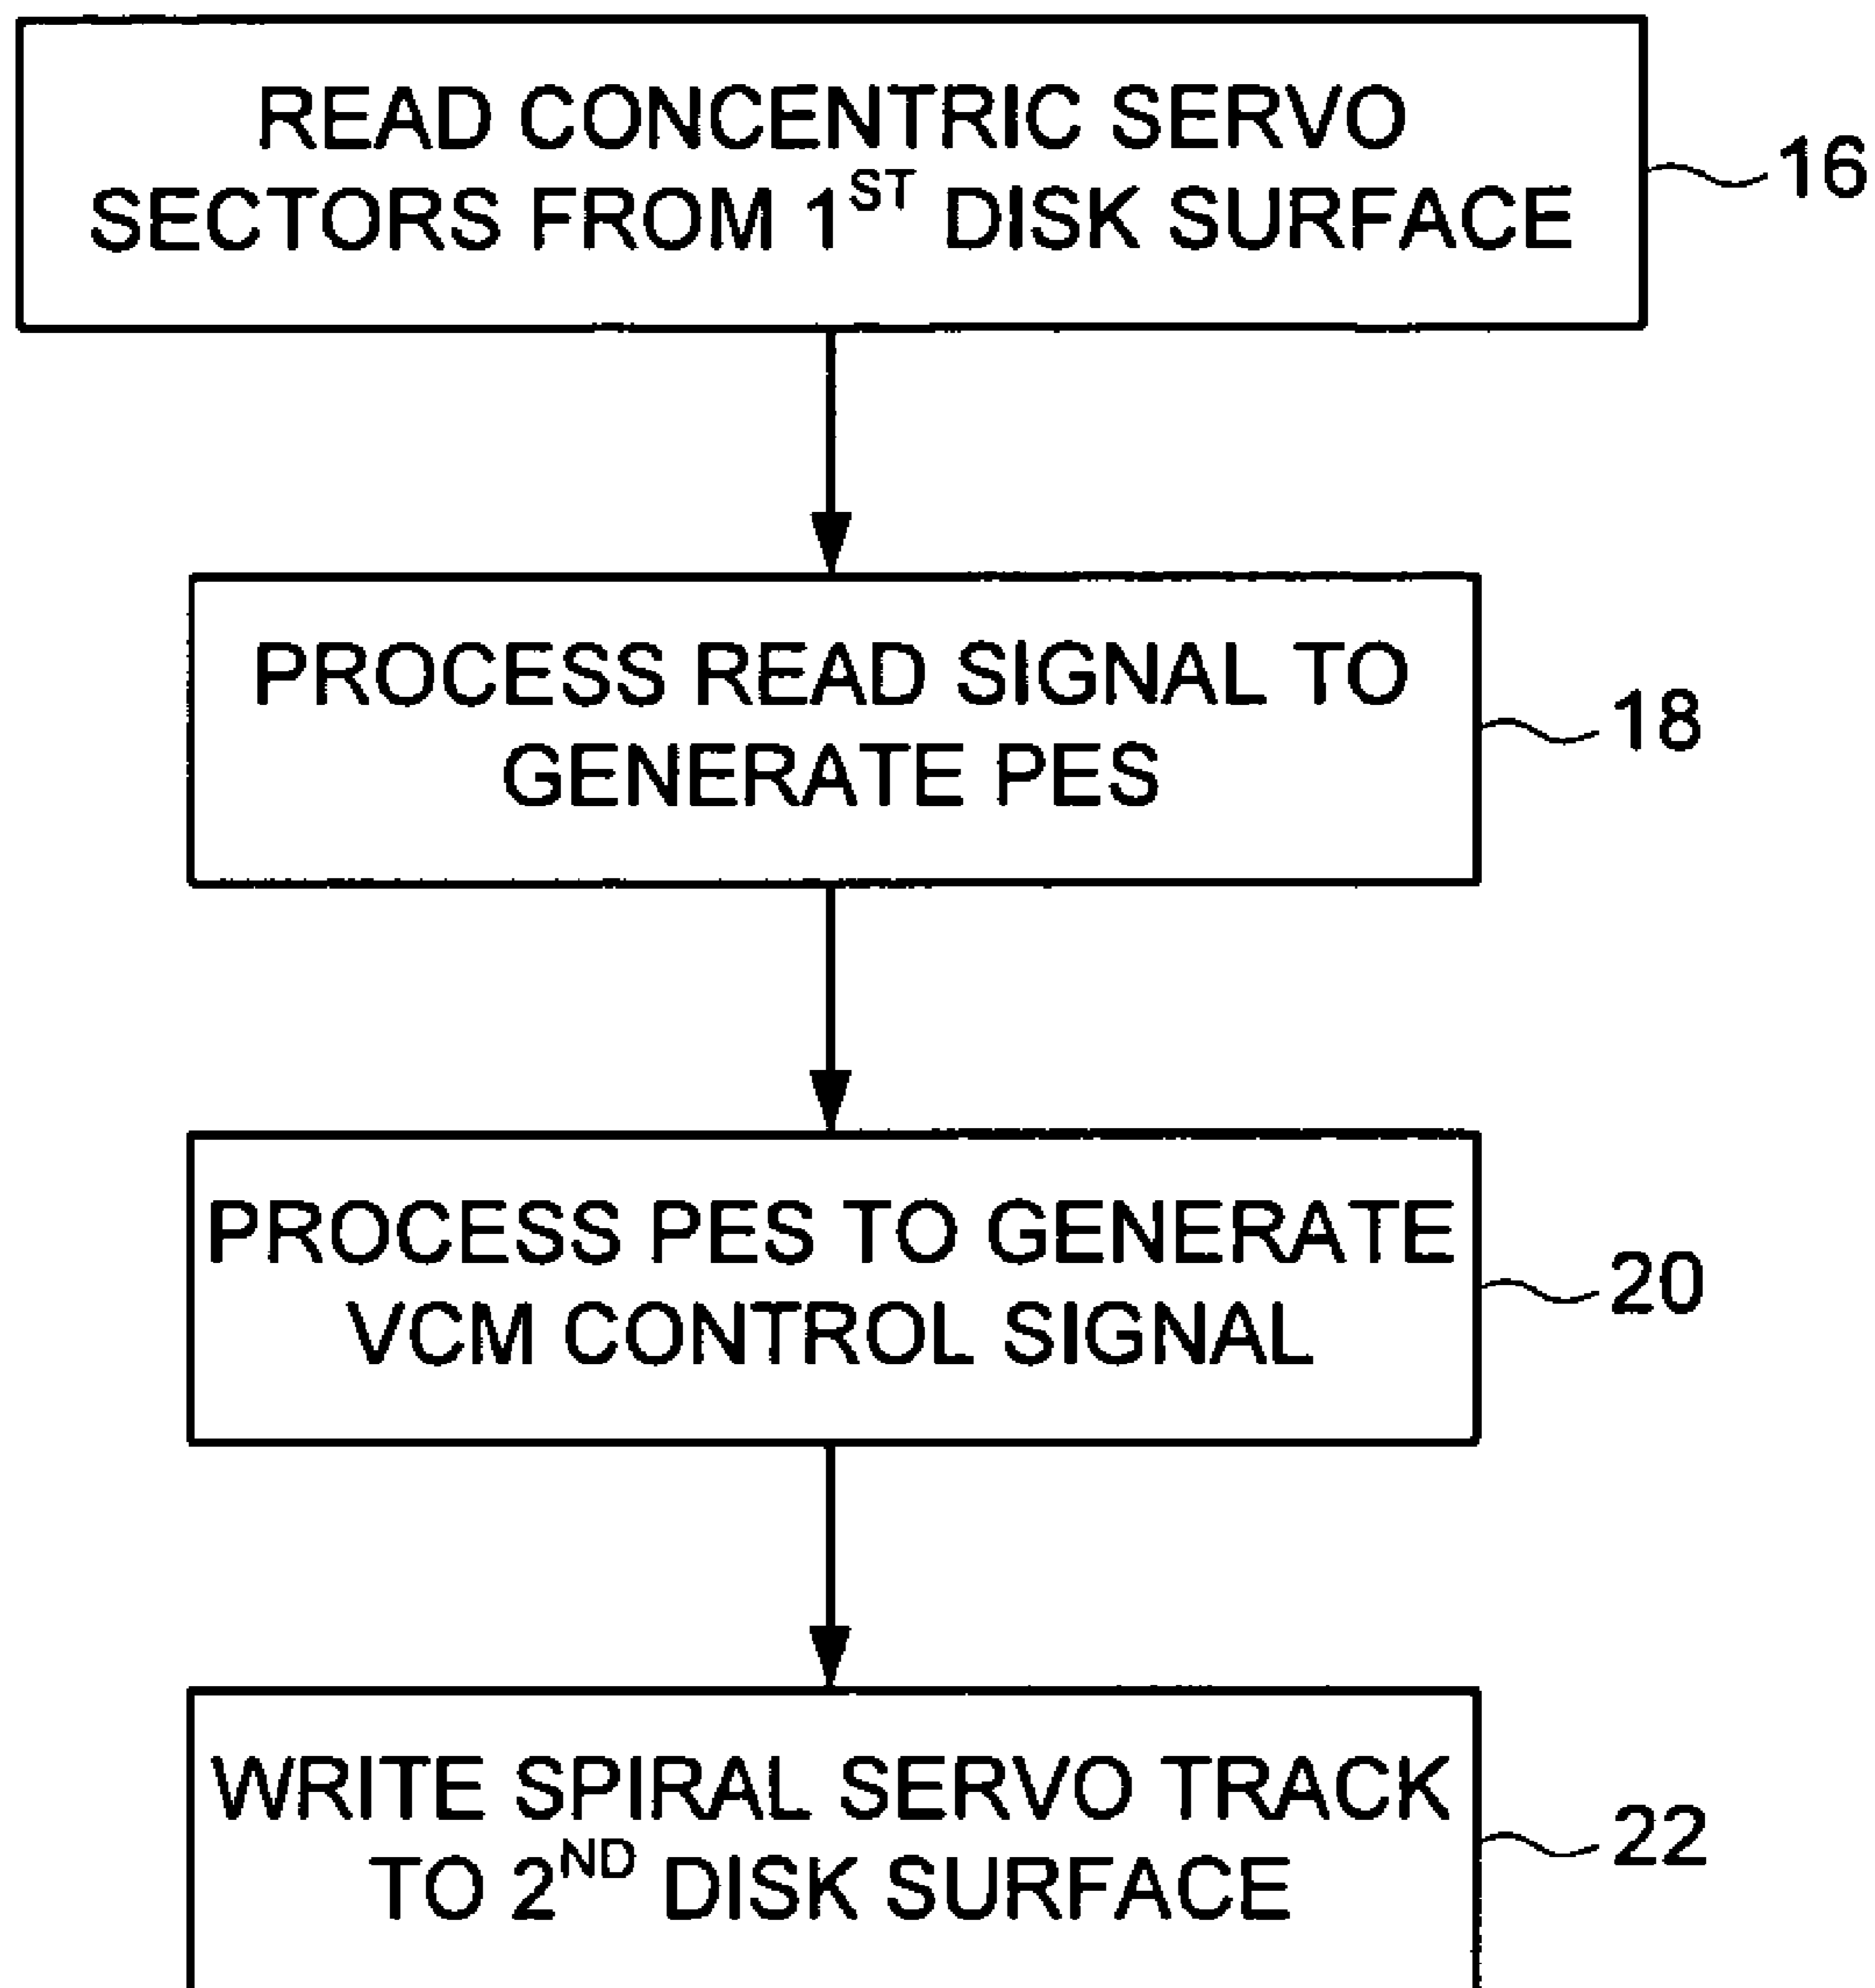 READ CONCENTRIC SERVO
SECTORS FROM 1ST DISK SURFACE
16
PROCESS READ SIGNAL TO
GENERATE PES
18
PROCESS PES TO GENERATE
VCM CONTROL SIGNAL
20
WRITE SPIRAL SERVO TRACK
TO 2ND DISK SURFACE
22